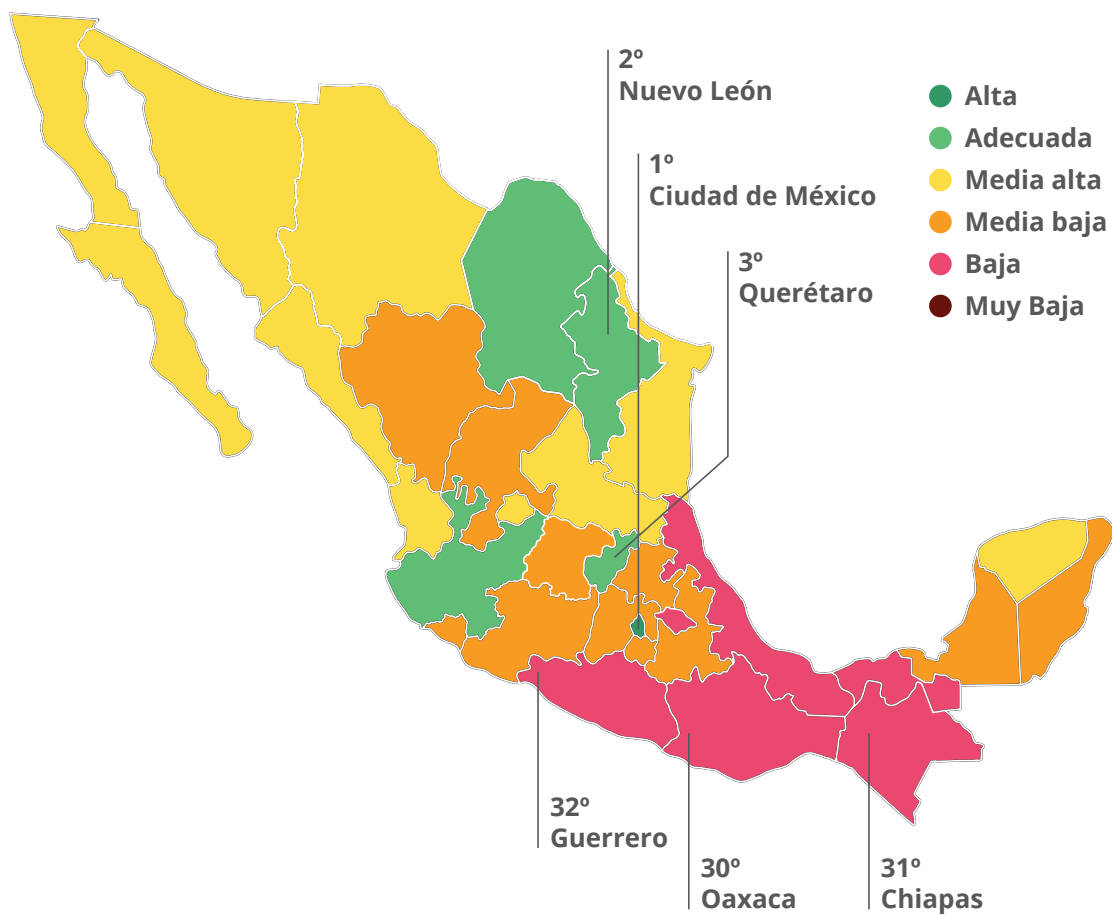 2º
Nuevo León
1º
Ciudad de México
3º
Querétaro
Alta
Adecuada
Media alta
Media baja
Baja
Muy Baja
32º
Guerrero
30º
Oaxaca
31º
Chiapas